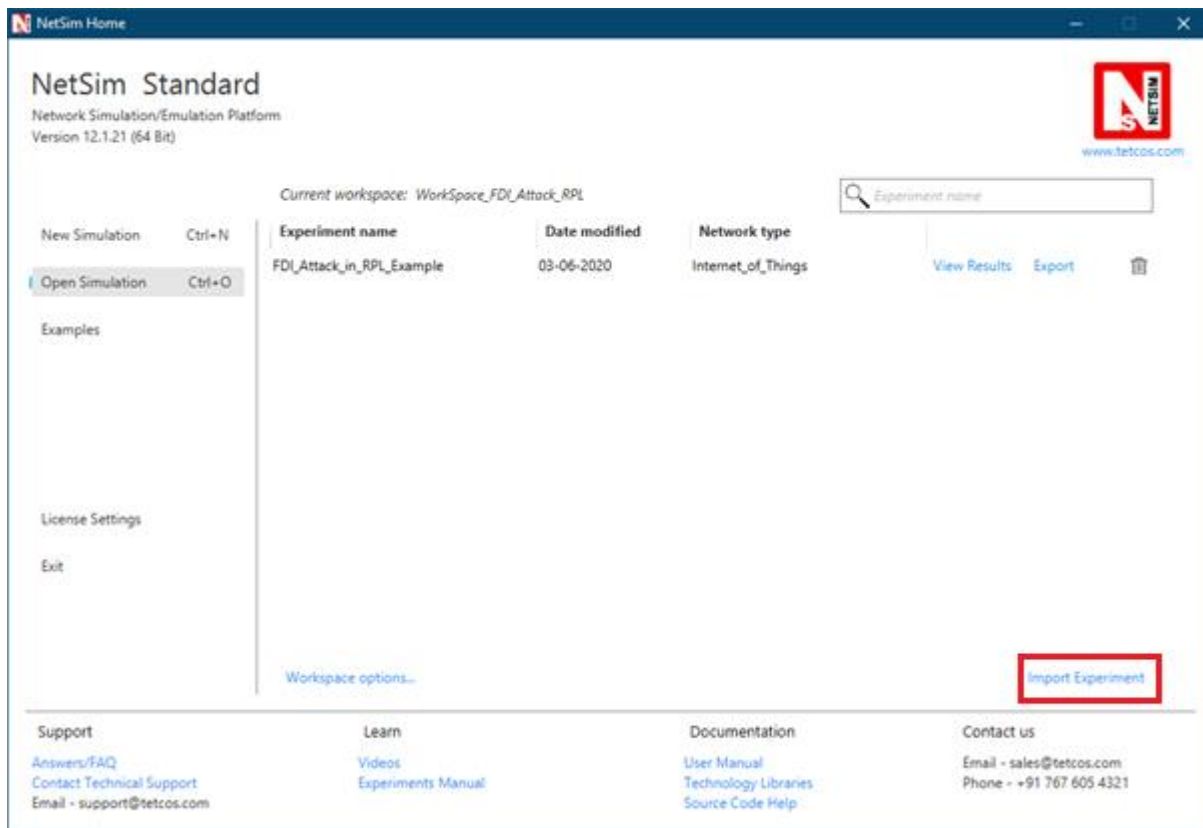 NetSim Home
NetSim Standard
Network Simulation/Emulation Platform
Version 12.1.21 (64 Bit)
N
S
NETSIM
www.tetcos.com
Current workspace: WorkSpace_FDI_Attack_RPL
Experiment name
New Simulation Ctrl+N
Experiment name Date modified Network type
FDI_Attack_in_RPL_Example 03-06-2020 Internet_of_Things View Results Export
Open Simulation Ctrl+O
Examples
License Settings
Exit
Workspace options...
Import Experiment
Support
Answers/FAQ
Contact Technical Support
Email - support@tetcos.com
Learn
Videos
Experiments Manual
Documentation
User Manual
Technology Libraries
Source Code Help
Contact us
Email - sales@tetcos.com
Phone - +91 767 605 4321